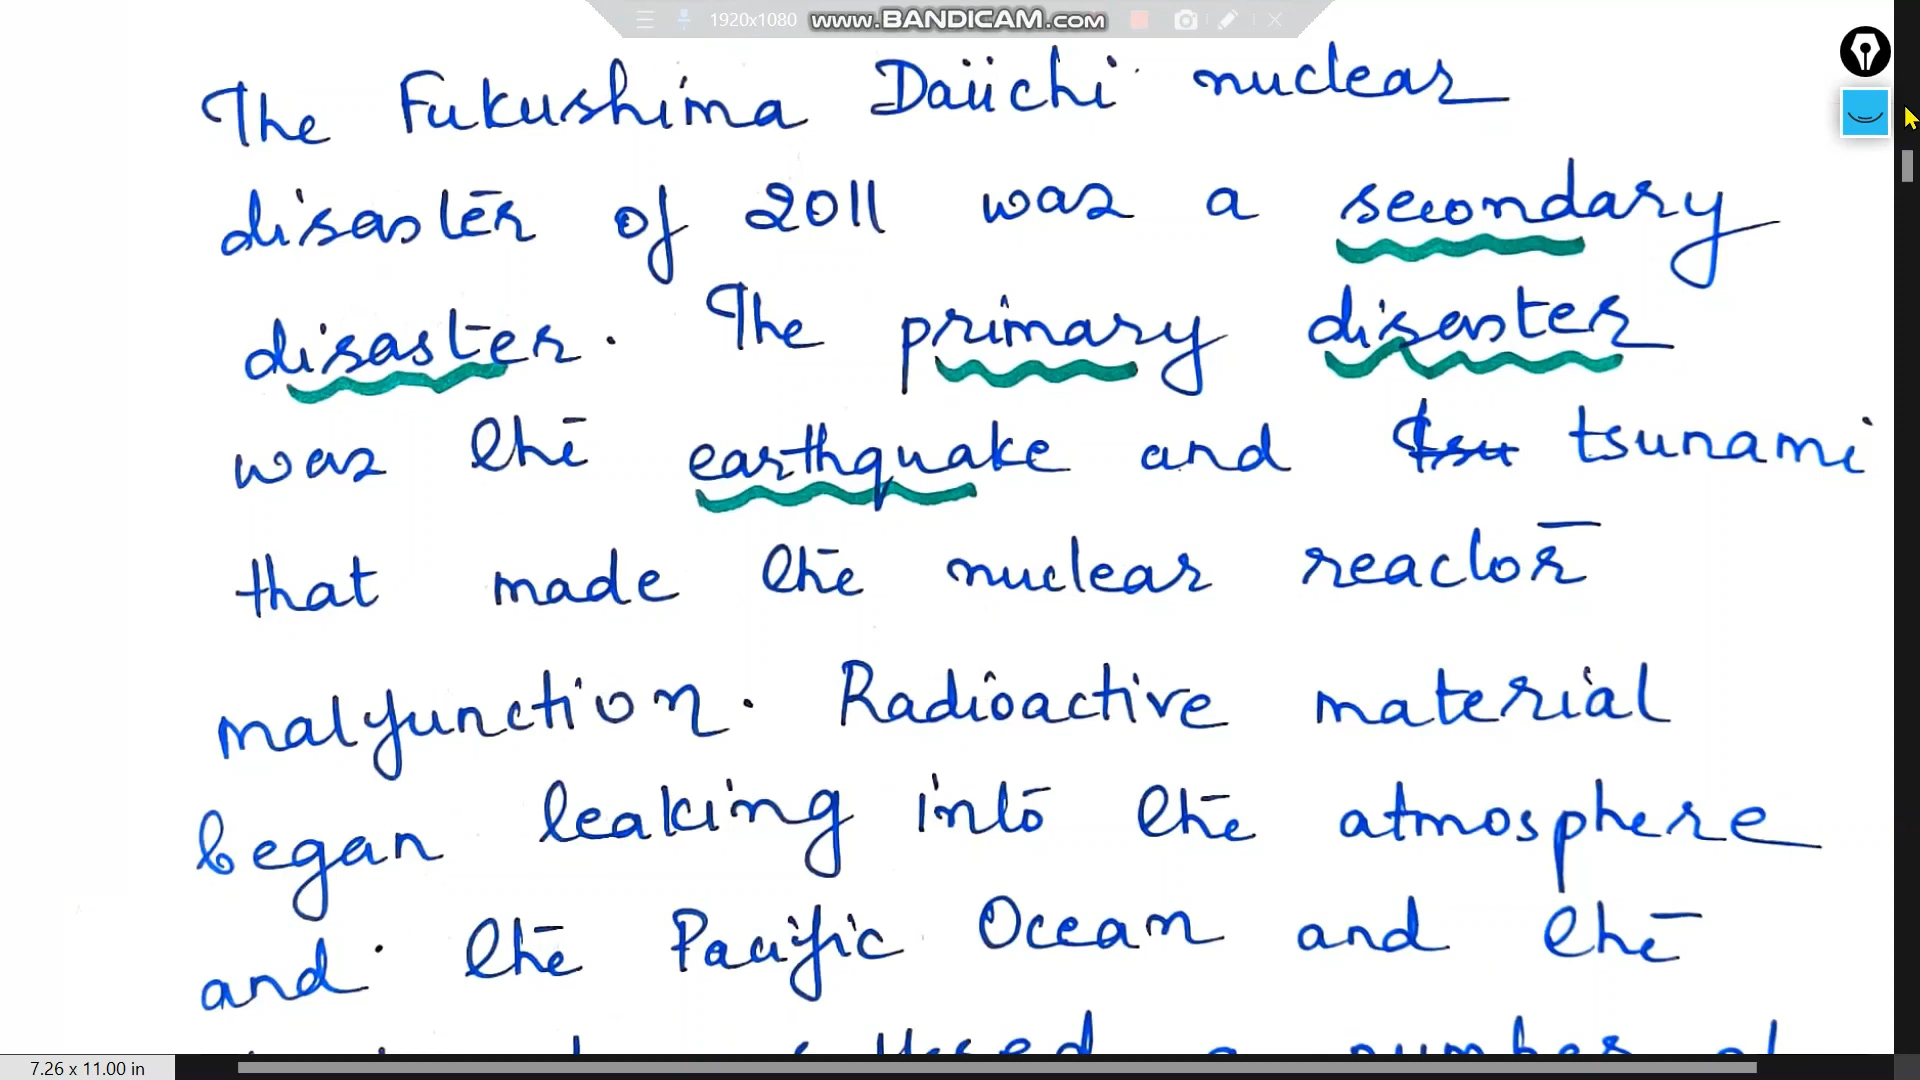 1920x1080 www.BANDICAM.com
The Fukushima Daiichi nuclear
disaster of 2011 was a secondary
disaster. The primary disaster
was the earthquake and tsunami
that made the nuclear reactor
malfunction. Radioactive material
began leaking into the atmosphere
and the Pacific Ocean and the
a number of
7.26 x 11.00 in